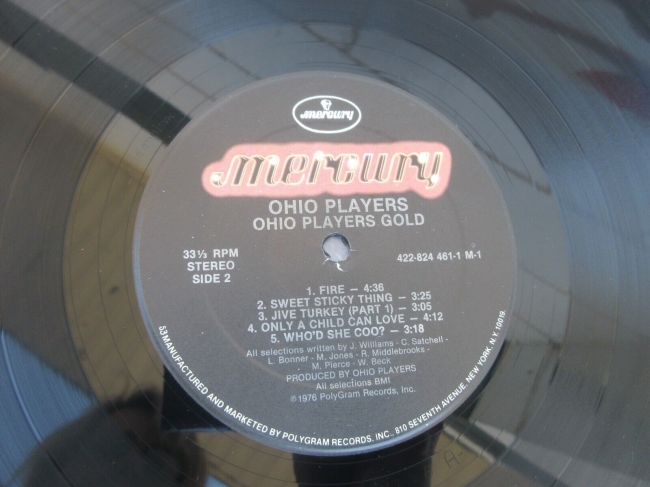 mercury
mercury
OHIO PLAYERS
OHIO PLAYERS GOLD
33⅓ RPM
STEREO
SIDE 2
422-824 461-1 M-1
1. FIRE — 4:36
2. SWEET STICKY THING — 3:25
3. JIVE TURKEY (PART 1) — 3:05
4. ONLY A CHILD CAN LOVE — 4:12
5. WHO'D SHE COO? — 3:18
All selections written by J. Williams - C. Satchell -
L. Bonner - M. Jones - R. Middlebrooks -
M. Pierce - W. Beck
PRODUCED BY OHIO PLAYERS
All selections BMI
℗1976 PolyGram Records, Inc.
53 MANUFACTURED AND MARKETED BY POLYGRAM RECORDS, INC., 810 SEVENTH AVENUE, NEW YORK, N.Y. 10019.